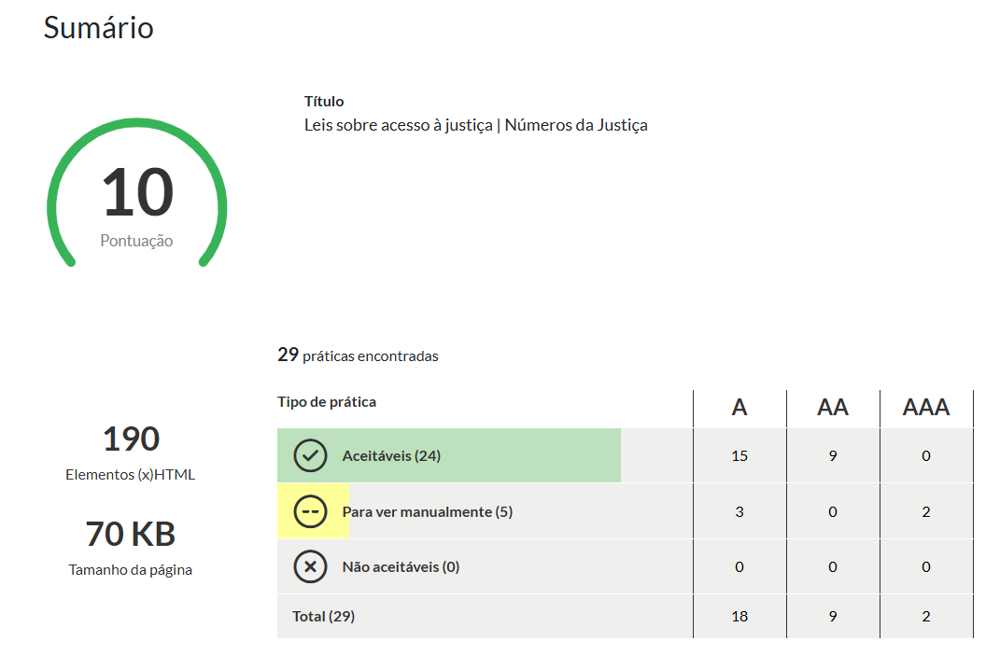 Sumário
Título
Leis sobre acesso à justiça | Números da Justiça
10
Pontuação
29 práticas encontradas
Tipo de prática A AA AAA
190
Elementos (x)HTML
70 KB
Tamanho da página
Aceitáveis (24) 15 9 0
Para ver manualmente (5) 3 0 2
Não aceitáveis (0) 0 0 0
Total (29) 18 9 2